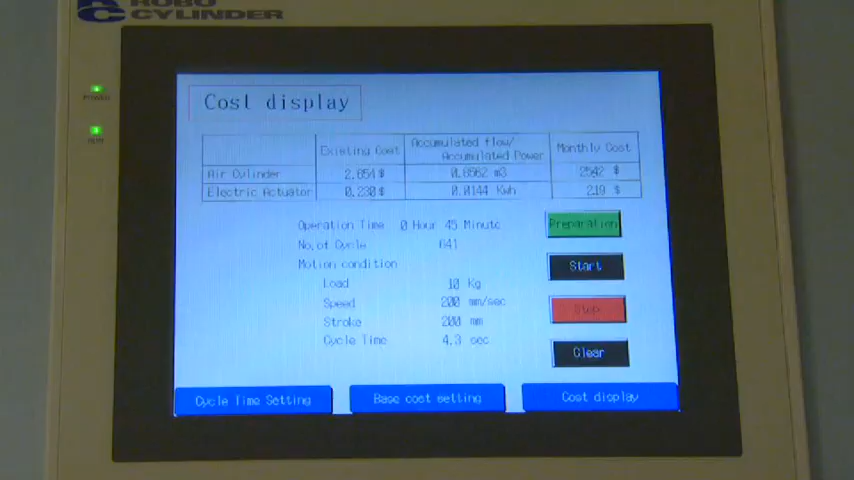 ROBO
CYLINDER
Cost display
Existing Cost
Accumulated flow/
Accumulated Power
Monthly Cost
Air Cylinder 2.654 $ 0.8562 m3 2542 $
Electric Actuator 0.230 $ 0.0144 Kwh 219 $
Operation Time 0 Hour 45 Minute
Preparation
No. of Cycle 641
Motion condition
Start
Load 10 Kg
Speed 200 mm/sec
Stop
Stroke 200 mm
Cycle Time 4.3 sec
Clear
Cycle Time Setting
Base cost setting
Cost display